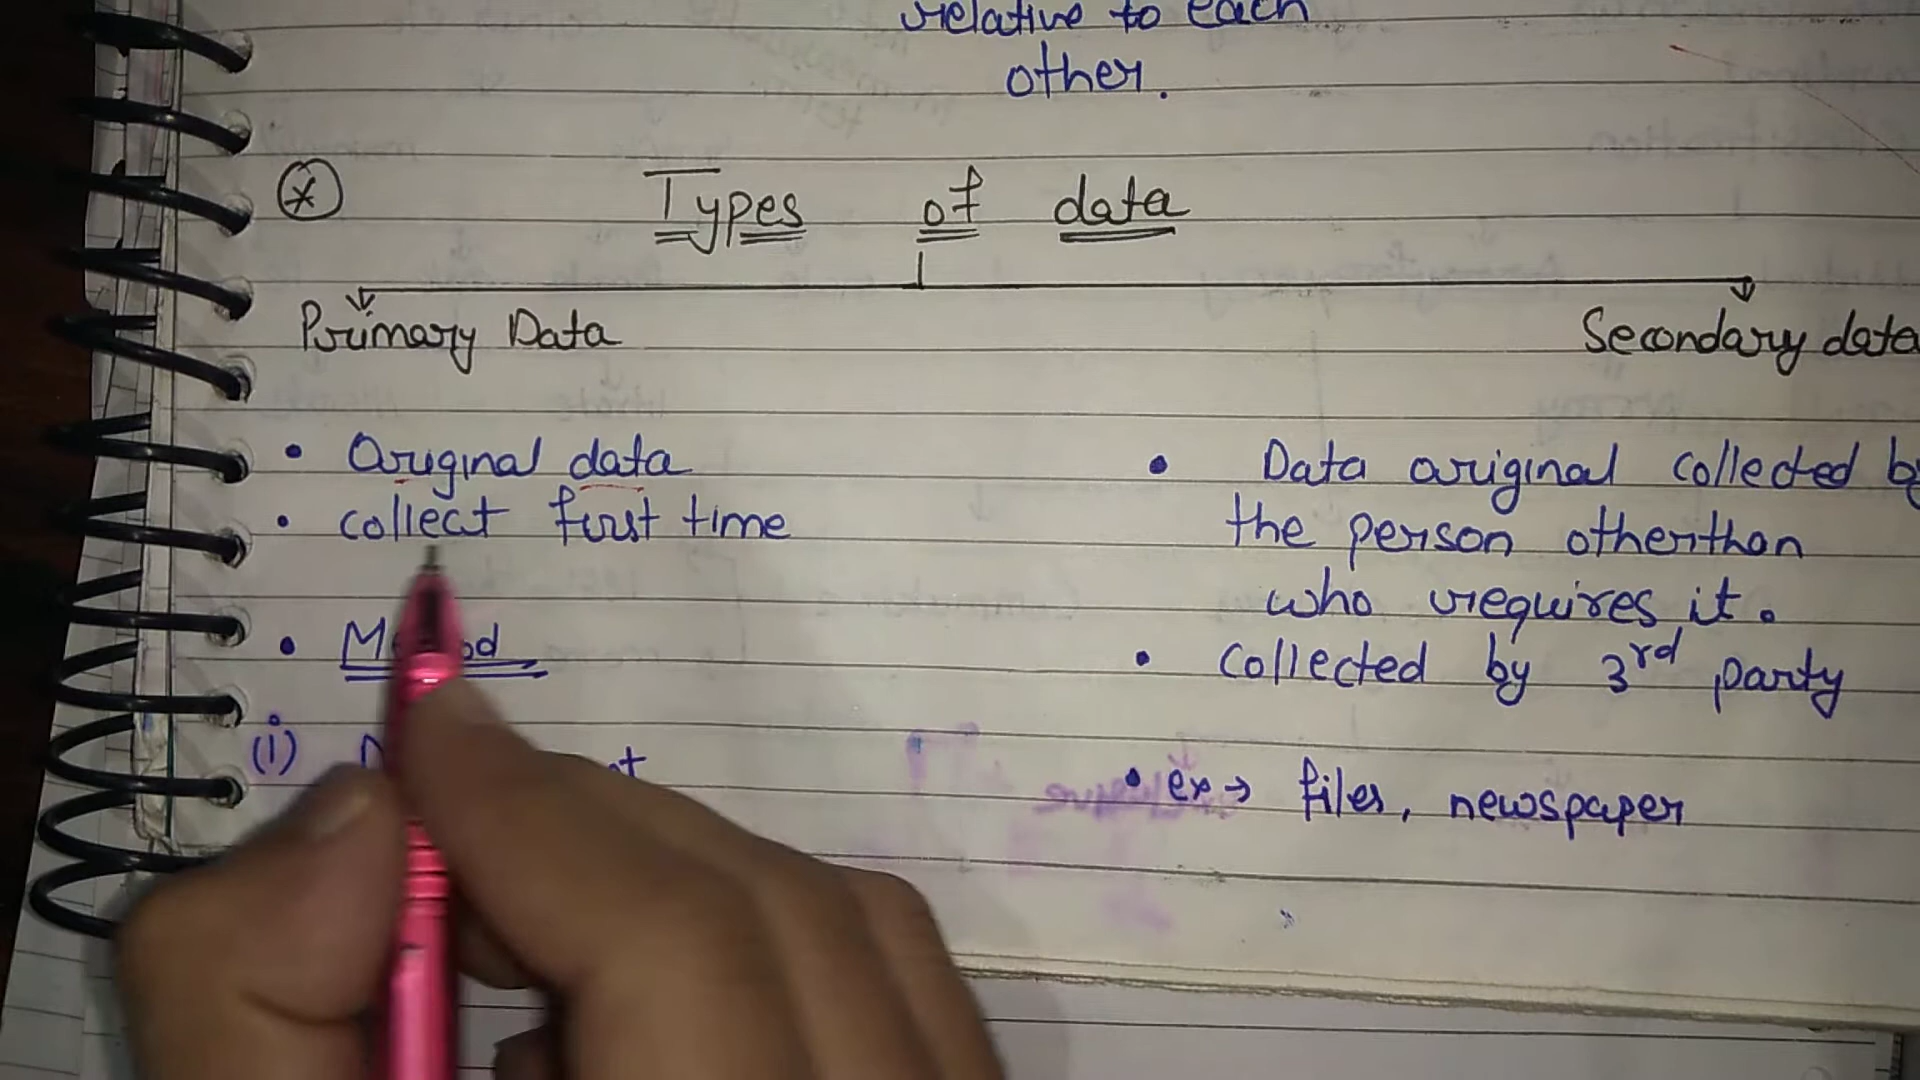 relative to each
other.
Types of data
Primary Data
Secondary data
• Original data
• collect first time
• Method
(i)
• Data original collected by
the person otherthan
who requires it.
• collected by 3rd party
• ex → files, newspaper